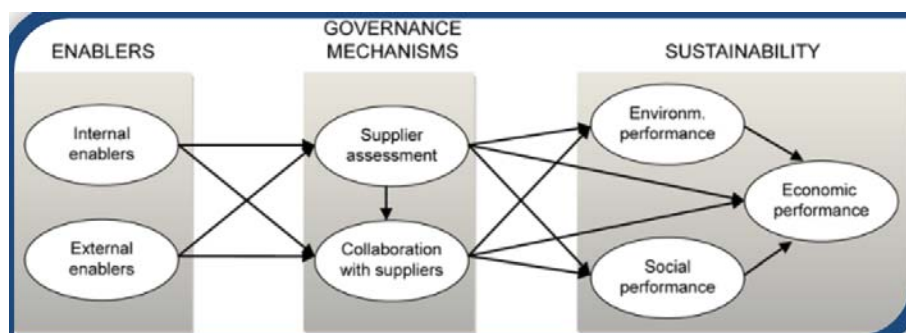 ENABLERS
GOVERNANCE
MECHANISMS
SUSTAINABILITY
Internal
enablers
External
enablers
Supplier
assessment
Collaboration
with suppliers
Environm.
performance
Social
performance
Economic
performance